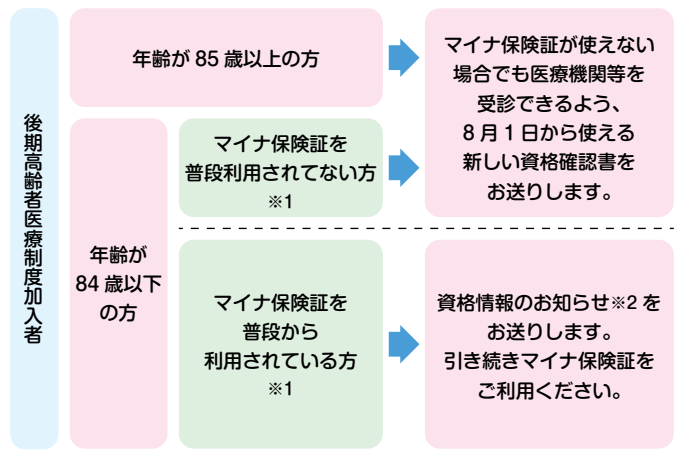 後期高齢者医療制度加入者
年齢が 85 歳以上の方
マイナ保険証が使えない
場合でも医療機関等を
受診できるよう、
8 月 1 日から使える
新しい資格確認書を
お送りします。
年齢が
84 歳以下
の方
マイナ保険証を
普段利用されてない方
※1
マイナ保険証を
普段から
利用されている方
※1
資格情報のお知らせ※2 を
お送りします。
引き続きマイナ保険証を
ご利用ください。